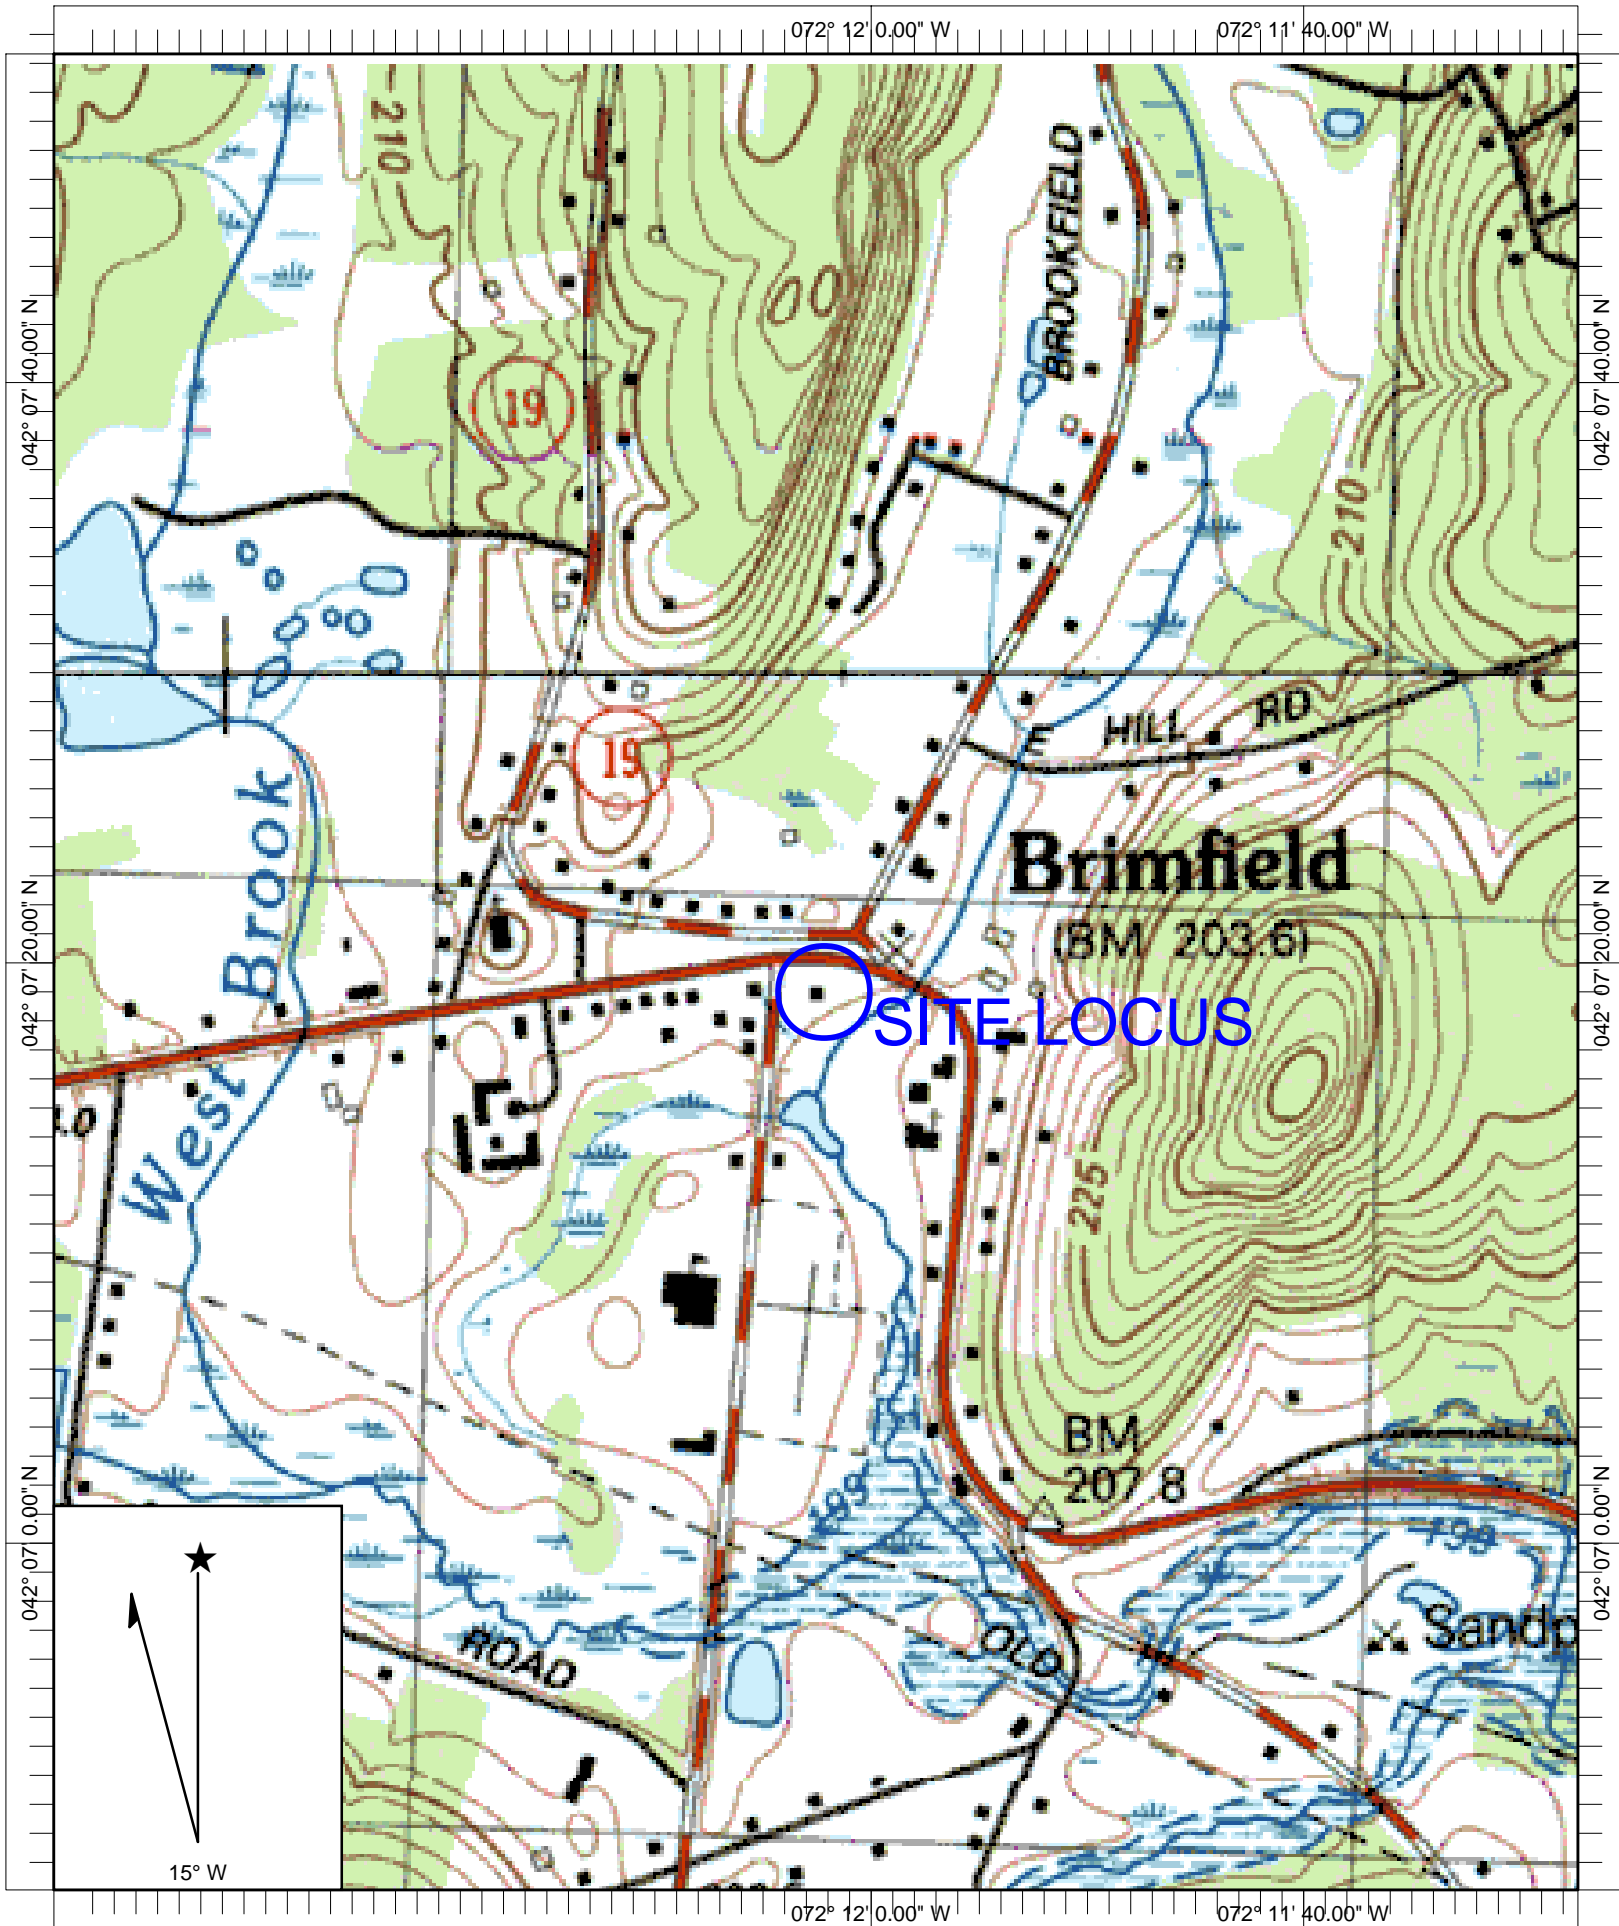 072° 12' 0.00" W
072° 11' 40.00" W
210
BROOKFIELD
042° 07' 40.00" N
042° 07' 40.00" N
19
210
E HILL RD
19
West Brook
Brimfield
(BM 203.6)
042° 07' 20.00" N
042° 07' 20.00" N
SITE LOCUS
225
BM
207.8
199
199
042° 07' 0.00" N
042° 07' 0.00" N
ROAD
OLD
Sandp
15° W
072° 12' 0.00" W
072° 11' 40.00" W